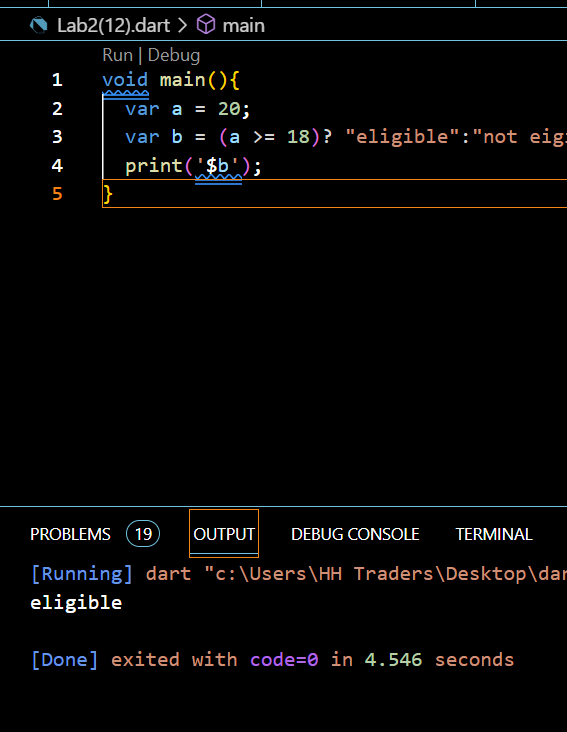 Lab2(12).dart > main
Run | Debug
1 void main(){
2 var a = 20;
3 var b = (a >= 18)? "eligible":"not eig
4 print('$b');
5 }
PROBLEMS 19 OUTPUT DEBUG CONSOLE TERMINAL
[Running] dart "c:\Users\HH Traders\Desktop\dar
eligible
[Done] exited with code=0 in 4.546 seconds